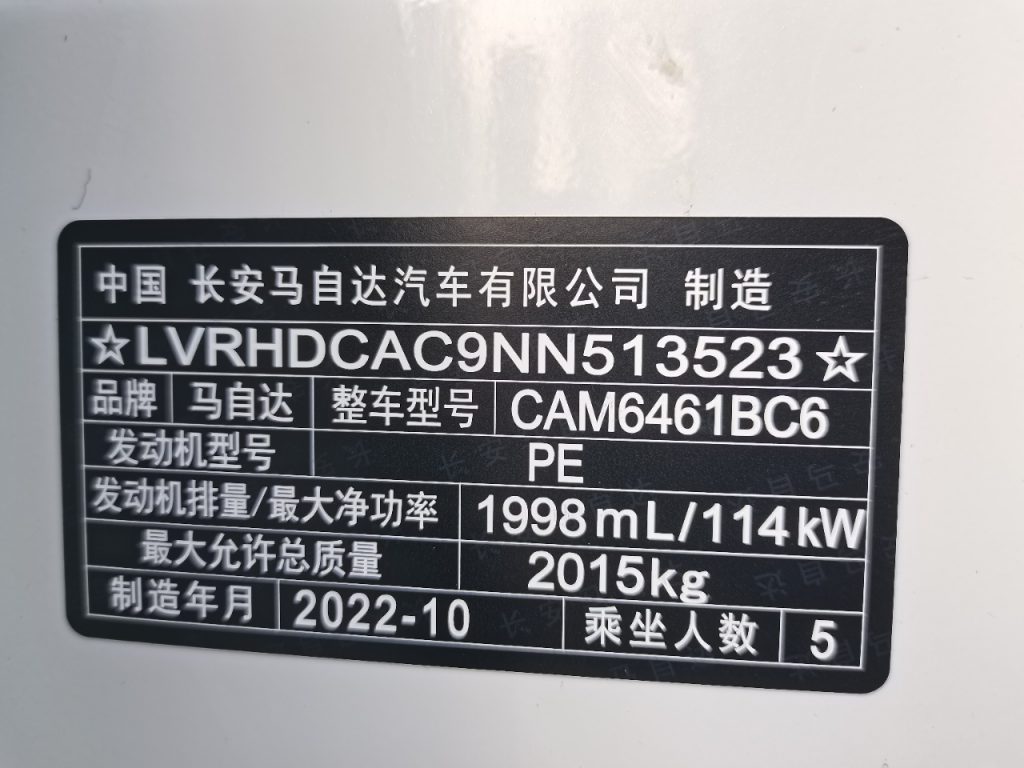 中国 长安马自达汽车有限公司 制造
☆LVRHDCAC9NN513523☆
品牌 马自达 整车型号 CAM6461BC6
发动机型号 PE
发动机排量/最大净功率 1998mL/114kW
最大允许总质量 2015kg
制造年月 2022-10 乘坐人数 5